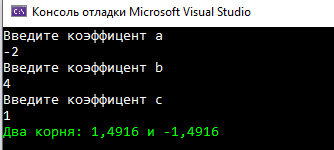 Консоль отладки Microsoft Visual Studio
Введите коэффицент a
-2
Введите коэффицент b
4
Введите коэффицент c
1
Два корня: 1,4916 и -1,4916